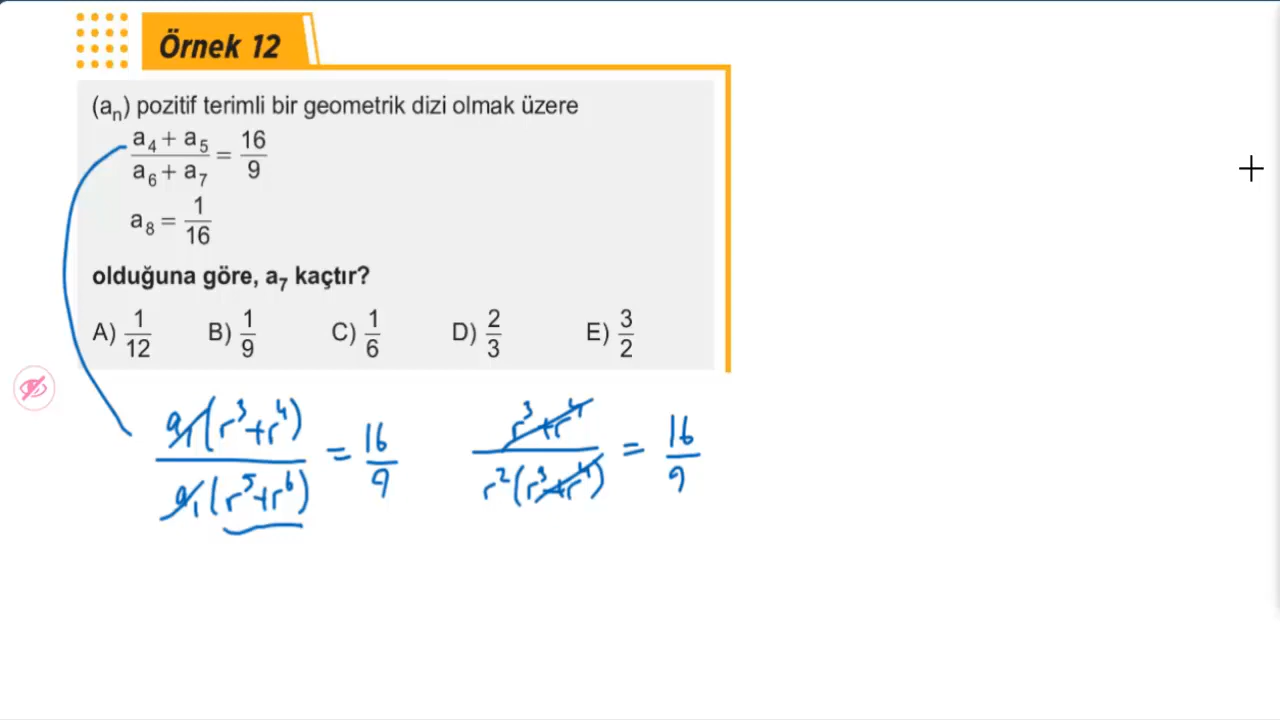 Örnek 12
(aₙ) pozitif terimli bir geometrik dizi olmak üzere
(a₄ + a₅)/(a₆ + a₇) = 16/9
a₈ = 1/16
olduğuna göre, a₇ kaçtır?
A) 1/12 B) 1/9 C) 1/6 D) 2/3 E) 3/2
a₁(r³+r⁴)/a₁(r⁵+r⁶) = 16/9 r³+r⁴/r²(r³+r⁴) = 16/9